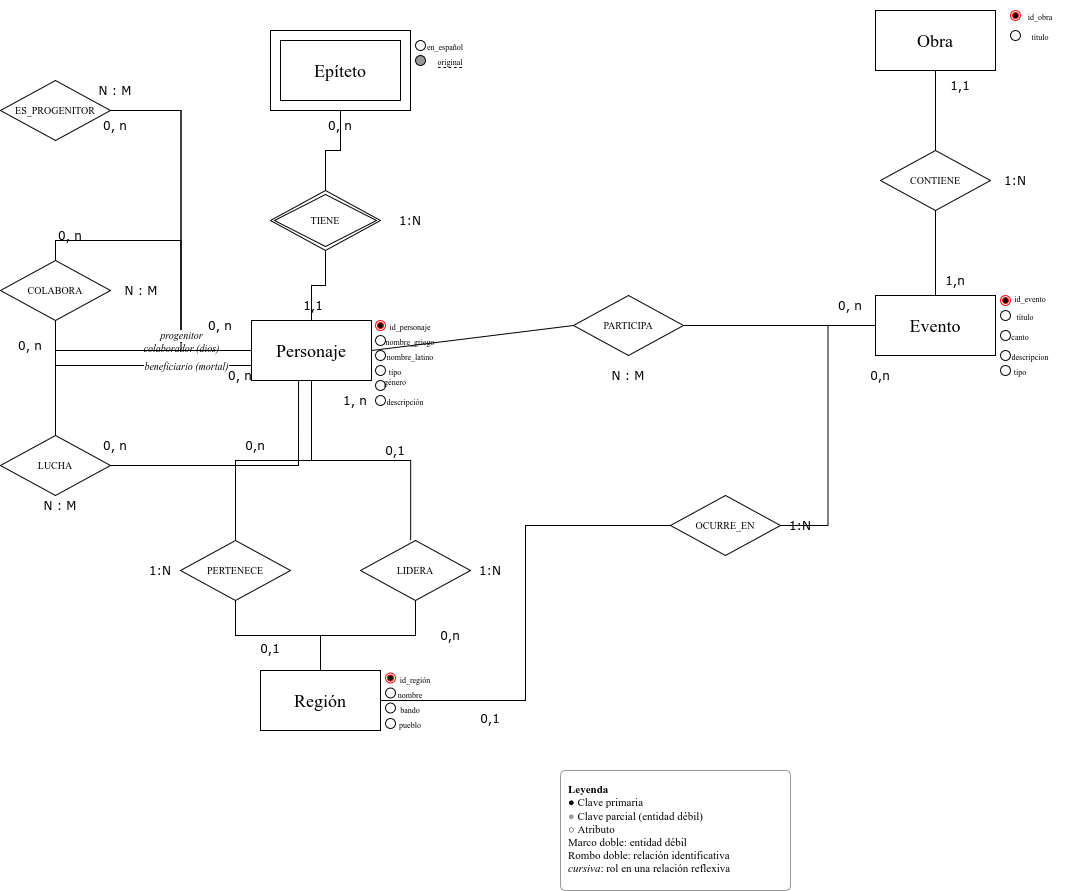 id_obra
Obra
título
1,1
CONTIENE
1:N
1,n
Epíteto
en_español
original
0, n
TIENE
1:N
1,1
N : M
ES_PROGENITOR
0, n
0, n
COLABORA
N : M
progenitor
0, n
colaborador (dios)
0, n
beneficiario (mortal)
0, n
Personaje
id_personaje
nombre_griego
nombre_latino
tipo
género
descripción
1, n
PARTICIPA
N : M
0, n
Evento
id_evento
título
canto
descripcion
tipo
0,n
LUCHA
0, n
N : M
0,n
0,1
1:N
PERTENECE
LIDERA
1:N
OCURRE_EN
1:N
0,1
0,n
Región
id_región
nombre
bando
pueblo
0,1
Leyenda
● Clave primaria
● Clave parcial (entidad débil)
○ Atributo
Marco doble: entidad débil
Rombo doble: relación identificativa
cursiva: rol en una relación reflexiva